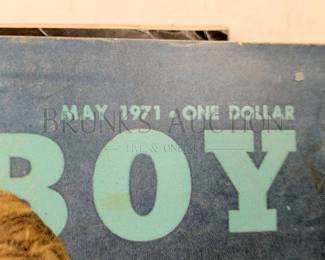 MAY, 1971 · ONE DOLLAR
BRUNK'S AUCTION
LIVE & ONLINE
BOY